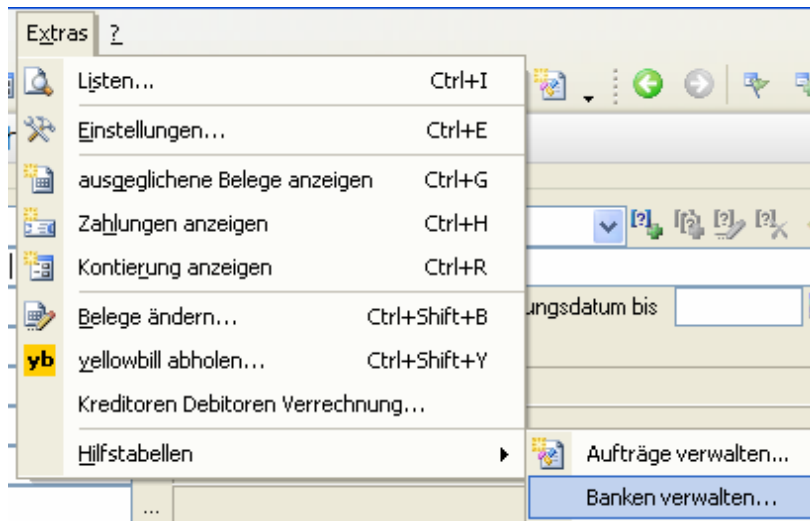 Extras ?
Listen... Ctrl+I
Einstellungen... Ctrl+E
ausgeglichene Belege anzeigen Ctrl+G
Zahlungen anzeigen Ctrl+H
Kontierung anzeigen Ctrl+R
ungsdatum bis
Belege ändern... Ctrl+Shift+B
yb yellowbill abholen... Ctrl+Shift+Y
Kreditoren Debitoren Verrechnung...
Hilfstabellen Aufträge verwalten...
Banken verwalten...
...